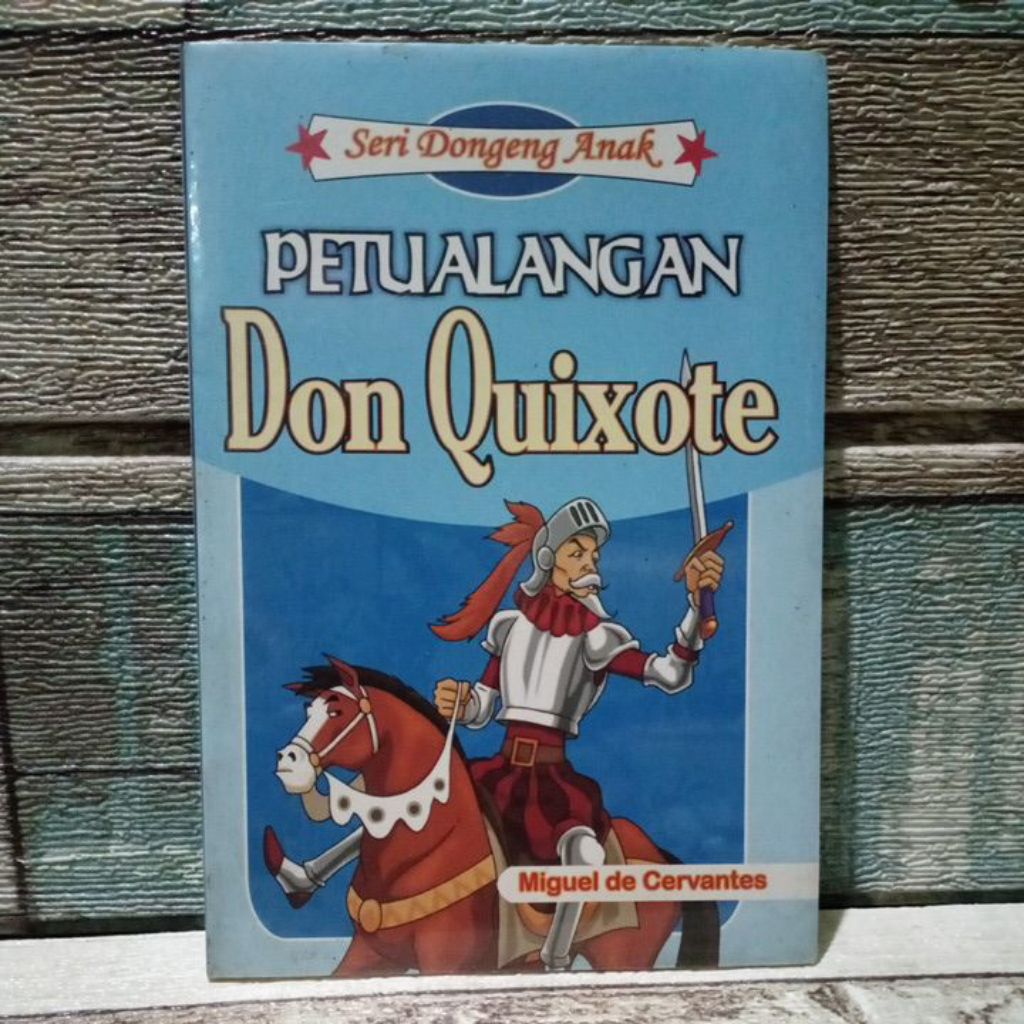 Seri Dongeng Anak
PETUALANGAN
Don Quixote
Miguel de Cervantes